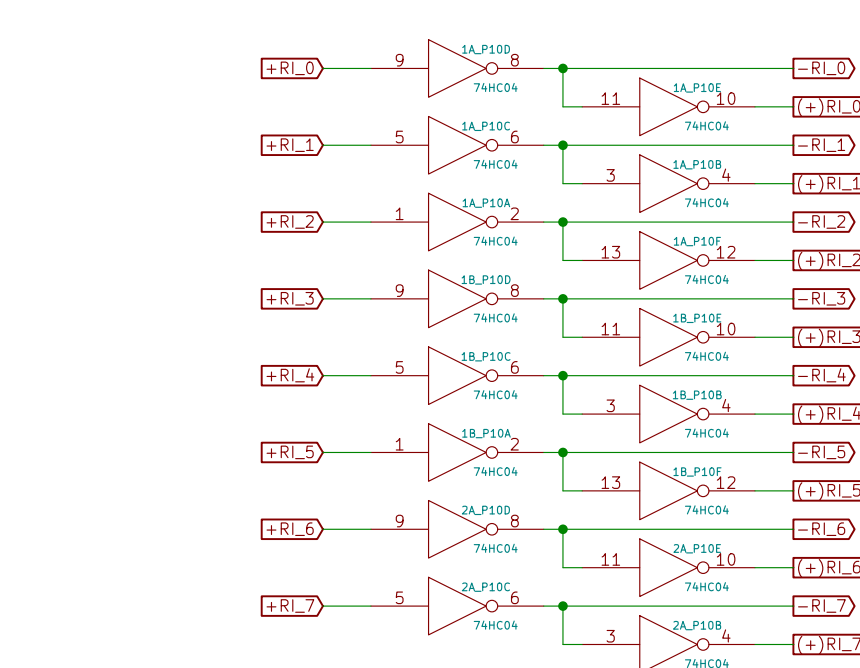 1A_P10D
+RI_0 9 8 -RI_0
74HC04 1A_P10E
11 10 (+)RI_0
1A_P10C 74HC04
+RI_1 5 6 -RI_1
74HC04 1A_P10B
3 4 (+)RI_1
1A_P10A 74HC04
+RI_2 1 2 -RI_2
74HC04 1A_P10F
13 12 (+)RI_2
1B_P10D 74HC04
+RI_3 9 8 -RI_3
74HC04 1B_P10E
11 10 (+)RI_3
1B_P10C 74HC04
+RI_4 5 6 -RI_4
74HC04 1B_P10B
3 4 (+)RI_4
1B_P10A 74HC04
+RI_5 1 2 -RI_5
74HC04 1B_P10F
13 12 (+)RI_5
2A_P10D 74HC04
+RI_6 9 8 -RI_6
74HC04 2A_P10E
11 10 (+)RI_6
2A_P10C 74HC04
+RI_7 5 6 -RI_7
74HC04 2A_P10B
3 4 (+)RI_7
74HC04